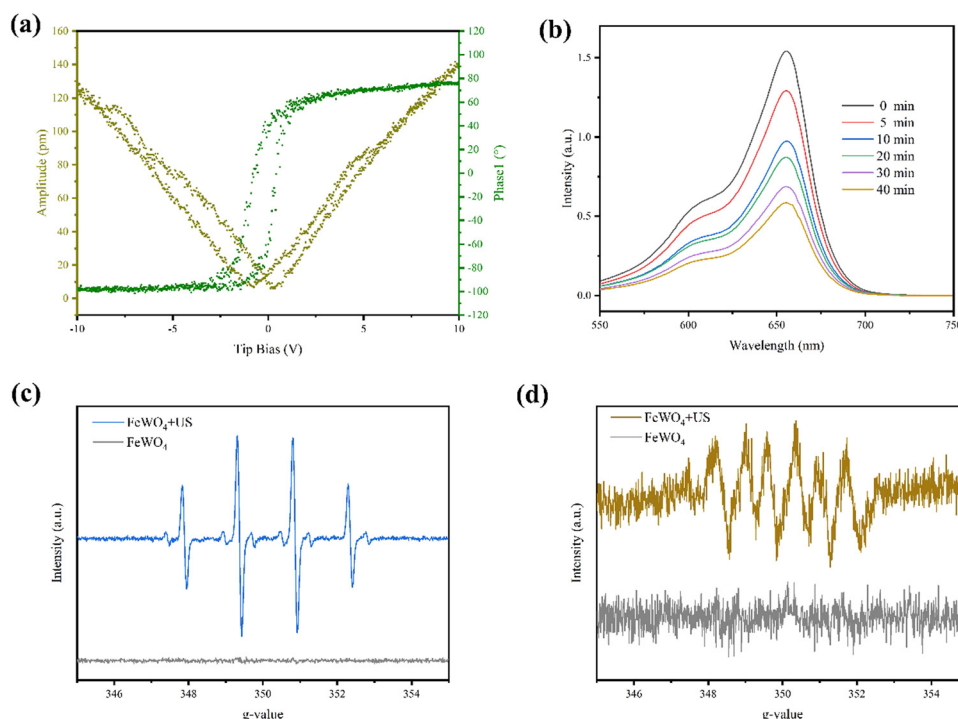 (a)
160
140
120
100
80
60
40
20
0
Amplitude (pm)
-10
-5
0
5
10
Tip Bias (V)
120
100
80
60
40
20
0
-20
-40
-60
-80
-100
-120
Phase1 (°)
(b)
1.5
1.0
0.5
0.0
Intensity (a.u.)
0 min
5 min
10 min
20 min
30 min
40 min
550
600
650
700
750
Wavelength (nm)
(c)
FeWO₄+US
FeWO₄
Intensity (a.u.)
346
348
350
352
354
g-value
(d)
FeWO₄+US
FeWO₄
Intensity (a.u.)
346
348
350
352
354
g-value